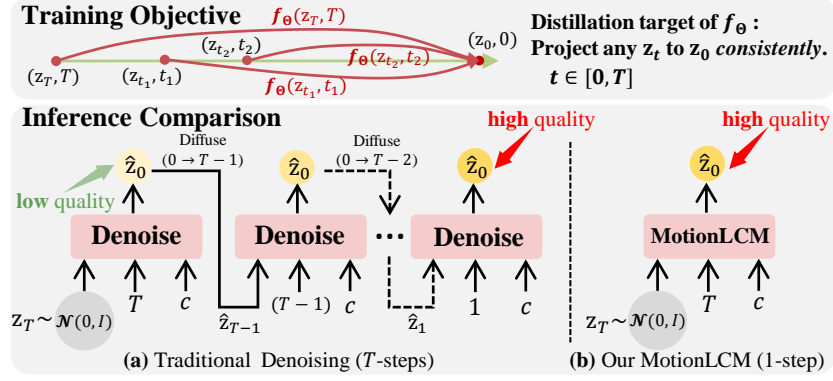 Training Objective
(z_T, T)
(z_{t_1}, t_1)
(z_{t_2}, t_2)
(z_0, 0)
f_Θ(z_T, T)
f_Θ(z_{t_2}, t_2)
f_Θ(z_{t_1}, t_1)
Distillation target of f_Θ :
Project any z_t to z_0 consistently.
t ∈ [0, T]
Inference Comparison
low quality
ẑ_0
Diffuse
(0 → T − 1)
ẑ_0
Diffuse
(0 → T − 2)
ẑ_0
high quality
Denoise
Denoise
...
Denoise
z_T ~ 𝒩(0, I)
T
c
ẑ_{T−1}
(T − 1)
c
ẑ_1
1
c
(a) Traditional Denoising (T-steps)
high quality
ẑ_0
MotionLCM
z_T ~ 𝒩(0, I)
T
c
(b) Our MotionLCM (1-step)